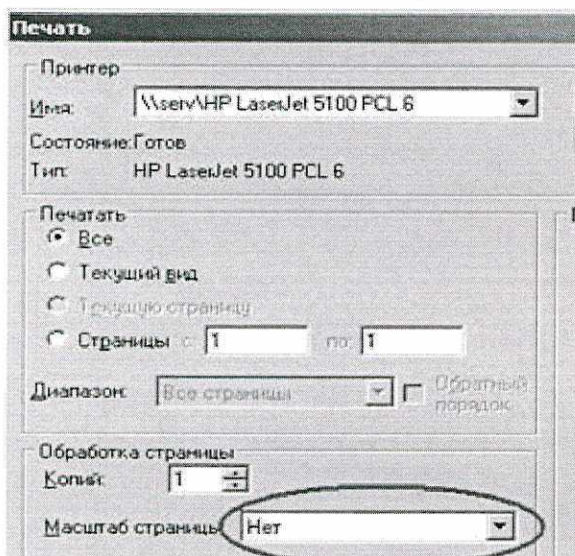 Печать
Принтер
Имя: \\serv\HP LaserJet 5100 PCL 6
Состояние: Готов
Тип: HP LaserJet 5100 PCL 6
Печатать
Все
Текущий вид
Текущую страницу
Страницы с: 1 по: 1
Диапазон: Все страницы Обратный
порядок
Обработка страницы
Копий: 1
Масштаб страницы: Нет